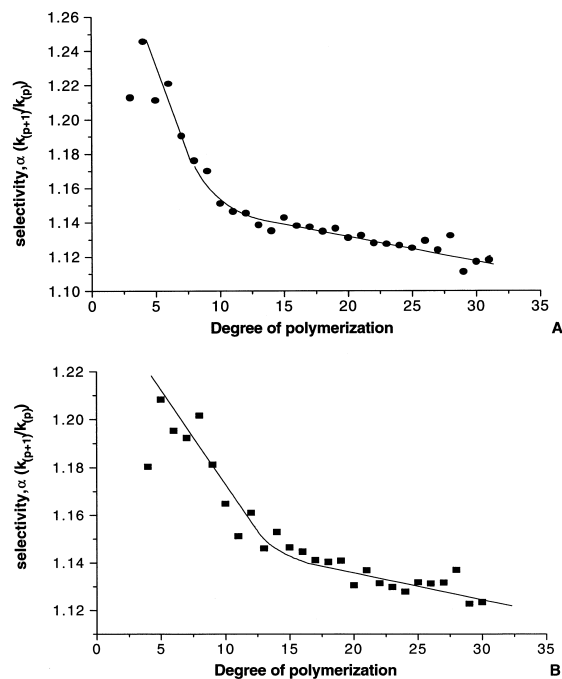 1.26
1.24
1.22
1.20
1.18
1.16
1.14
1.12
1.10
selectivity,α (k(p+1)/k(p))
0 5 10 15 20 25 30 35
Degree of polymerization
A
1.22
1.20
1.18
1.16
1.14
1.12
selectivity,α (k(p+1)/k(p))
0 5 10 15 20 25 30 35
Degree of polymerization
B